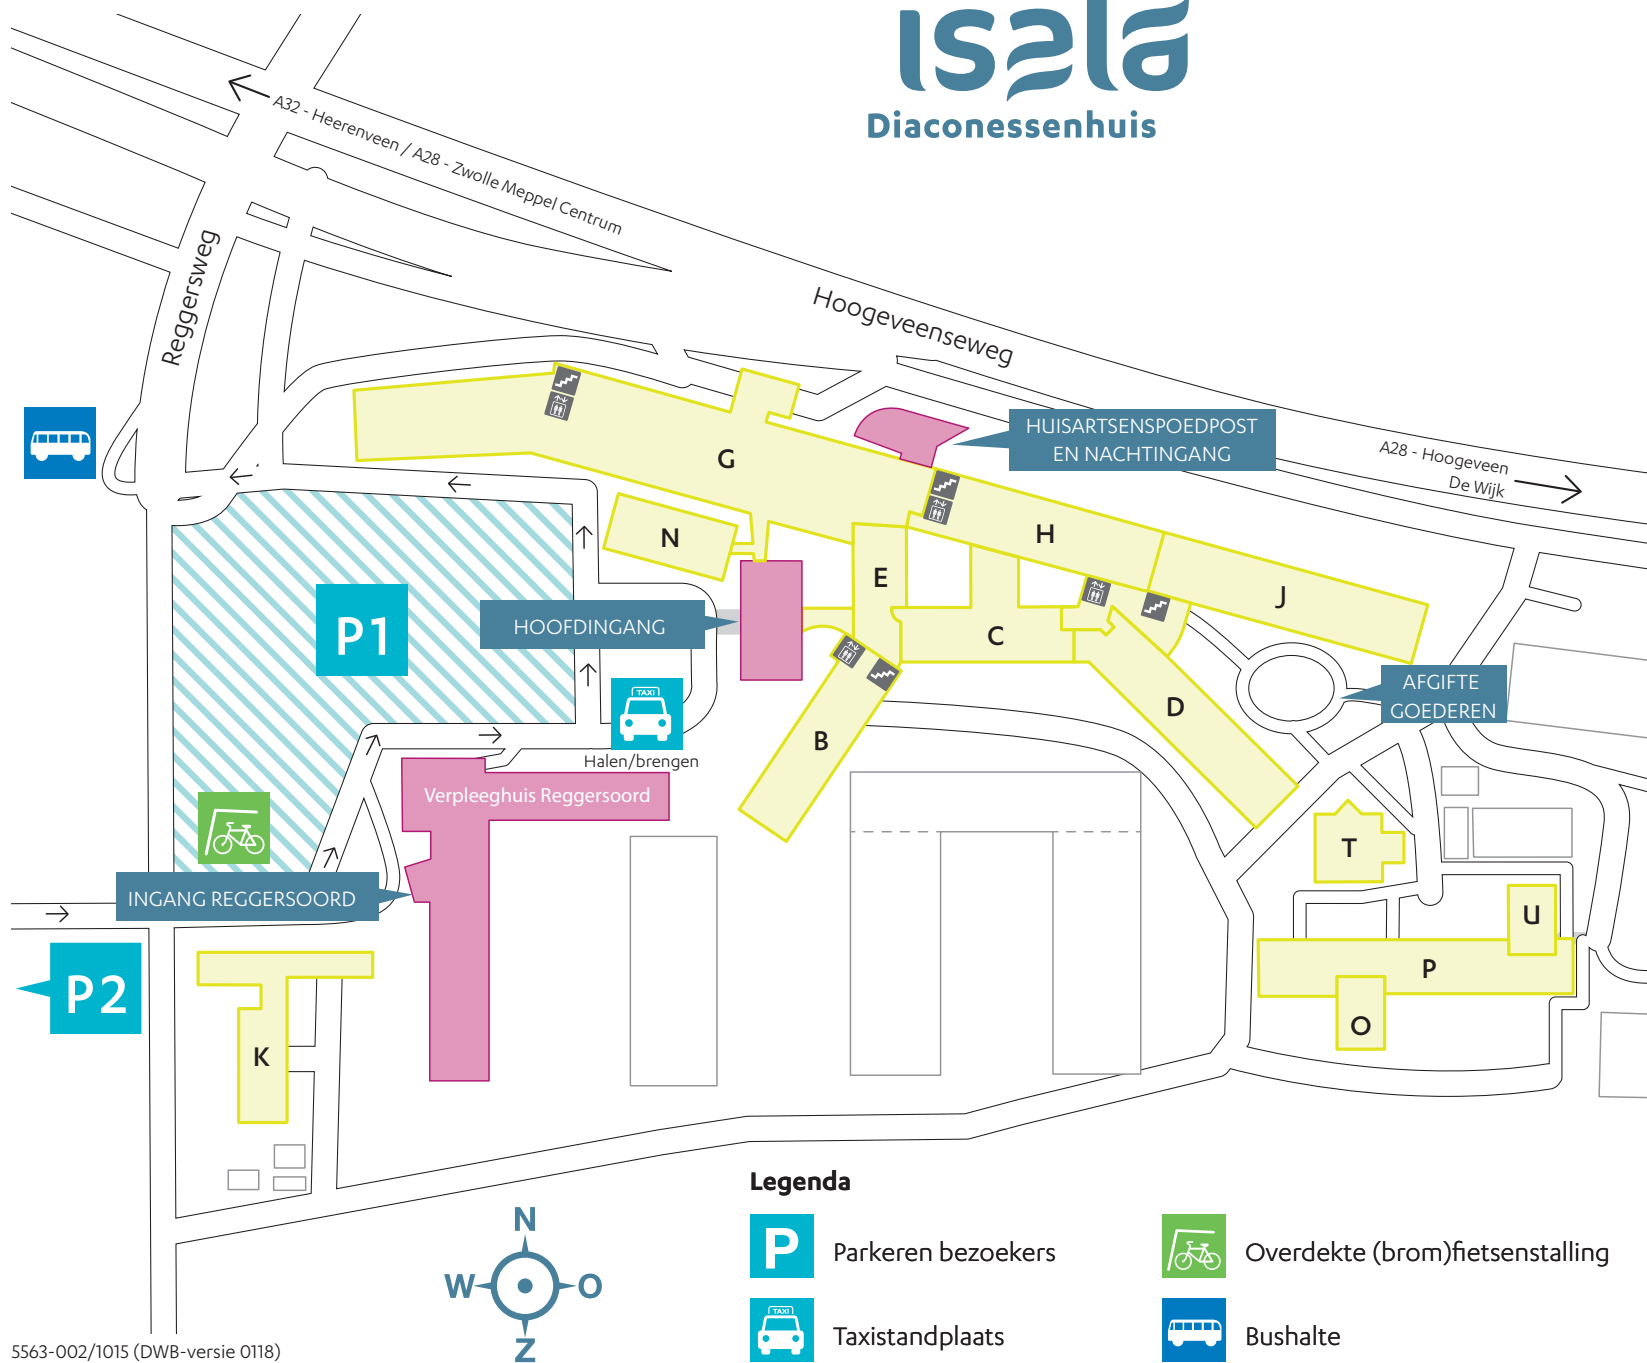 isala
Diaconessenhuis
A32 - Heerenveen / A28 - Zwolle Meppel Centrum
Reggersweg
Hoogeveenseweg
HUISARTSENSPOEDPOST
EN NACHTINGANG
A28 - Hoogeveen
De Wijk
G
N
H
E
J
C
P1
HOOFDINGANG
TAXI
Halen/brengen
AFGIFTE
GOEDEREN
D
B
Verpleeghuis Reggersoord
T
INGANG REGGERSOORD
U
P
P2
O
K
Legenda
N
W
O
Z
P
Parkeren bezoekers
Overdekte (brom)fietsenstalling
TAXI
Taxistandplaats
Bushalte
5563-002/1015 (DWB-versie 0118)